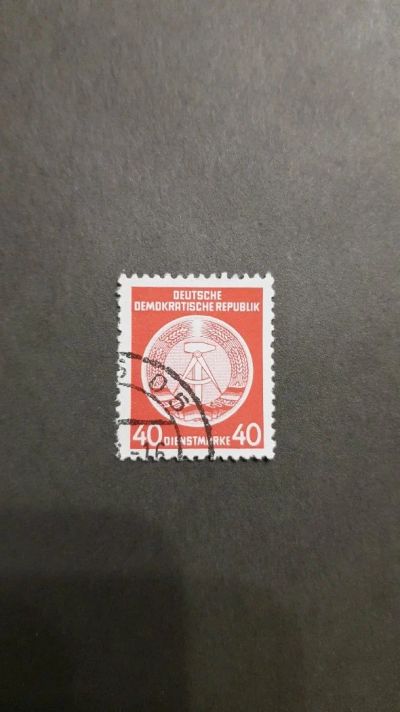 DEUTSCHE
DEMOKRATISCHE REPUBLIK
40 DIENSTMARKE 40